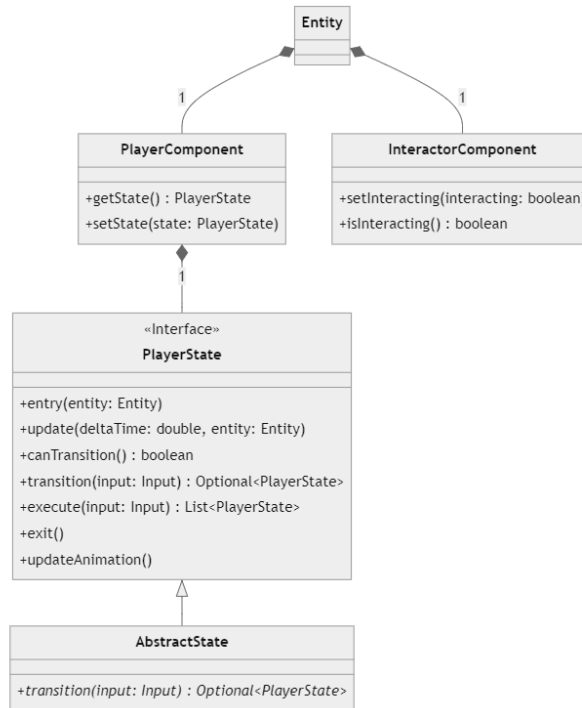 Entity
1
1
PlayerComponent
+getState() : PlayerState
+setState(state: PlayerState)
InteractorComponent
+setInteracting(interacting: boolean
+isInteracting() : boolean
1
«Interface»
PlayerState
+entry(entity: Entity)
+update(deltaTime: double, entity: Entity)
+canTransition() : boolean
+transition(input: Input) : Optional<PlayerState>
+execute(input: Input) : List<PlayerState>
+exit()
+updateAnimation()
AbstractState
+transition(input: Input) : Optional<PlayerState>